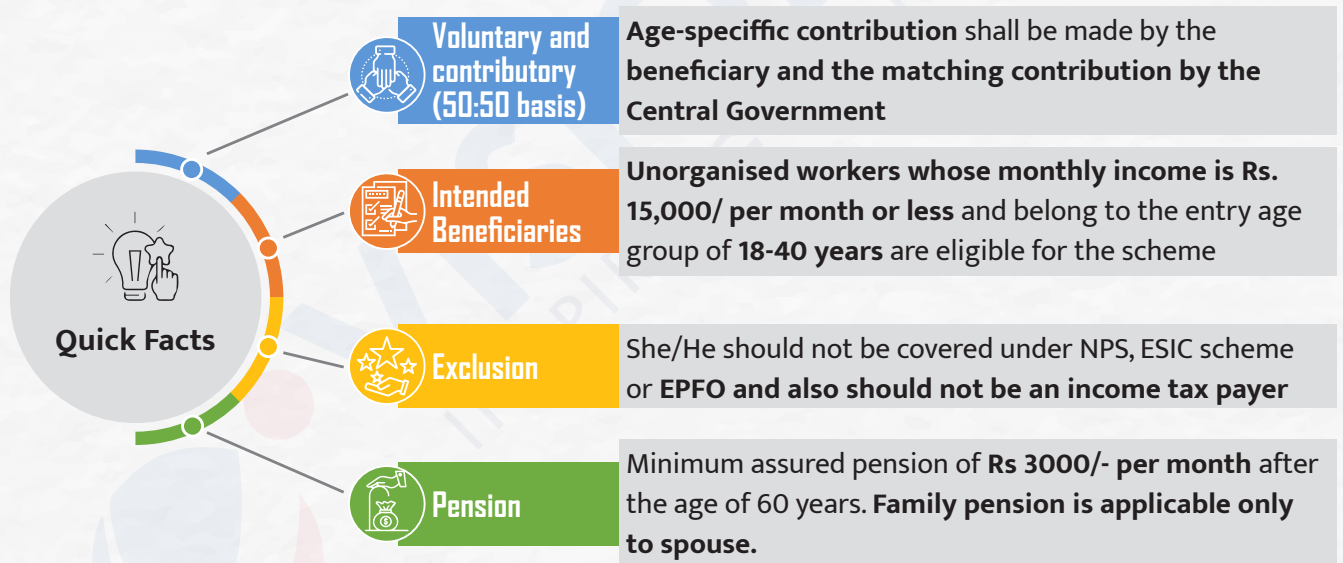 Quick Facts
Voluntary and
contributory
(50:50 basis)
Age-speciffic contribution shall be made by the
beneficiary and the matching contribution by the
Central Government
Intended
Beneficiaries
Unorganised workers whose monthly income is Rs.
15,000/ per month or less and belong to the entry age
group of 18-40 years are eligible for the scheme
Exclusion
She/He should not be covered under NPS, ESIC scheme
or EPFO and also should not be an income tax payer
Pension
Minimum assured pension of Rs 3000/- per month after
the age of 60 years. Family pension is applicable only
to spouse.